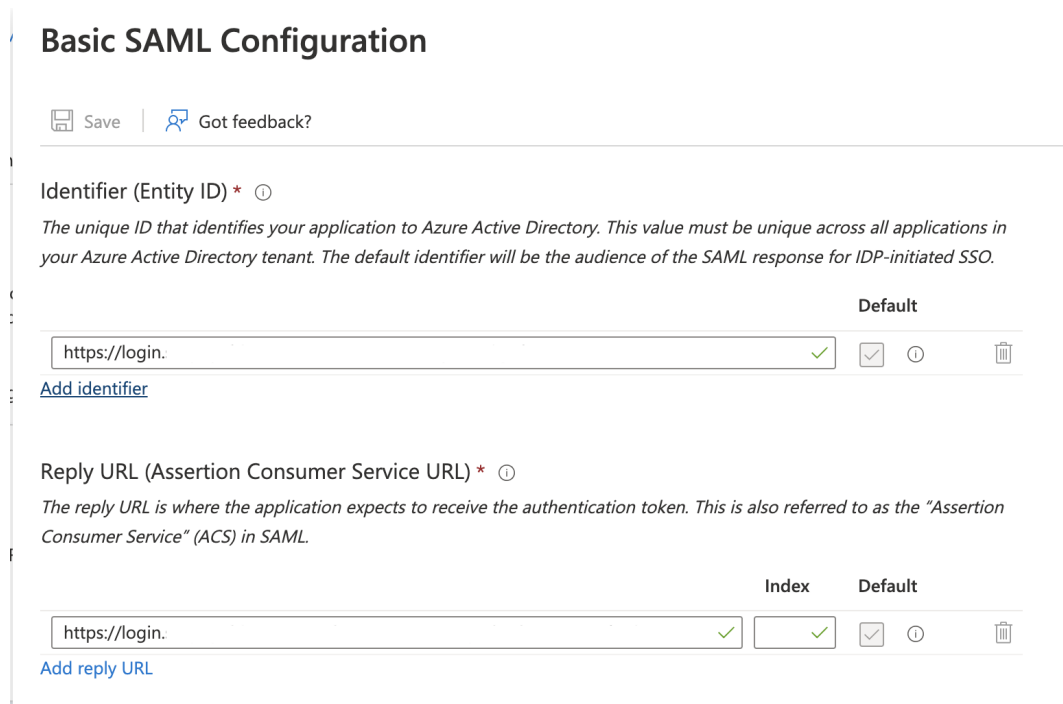 Basic SAML Configuration
Save
Got feedback?
Identifier (Entity ID) *
The unique ID that identifies your application to Azure Active Directory. This value must be unique across all applications in
your Azure Active Directory tenant. The default identifier will be the audience of the SAML response for IDP-initiated SSO.
Default
https://login.
Add identifier
Reply URL (Assertion Consumer Service URL) *
The reply URL is where the application expects to receive the authentication token. This is also referred to as the “Assertion
Consumer Service” (ACS) in SAML.
Index Default
https://login.
Add reply URL